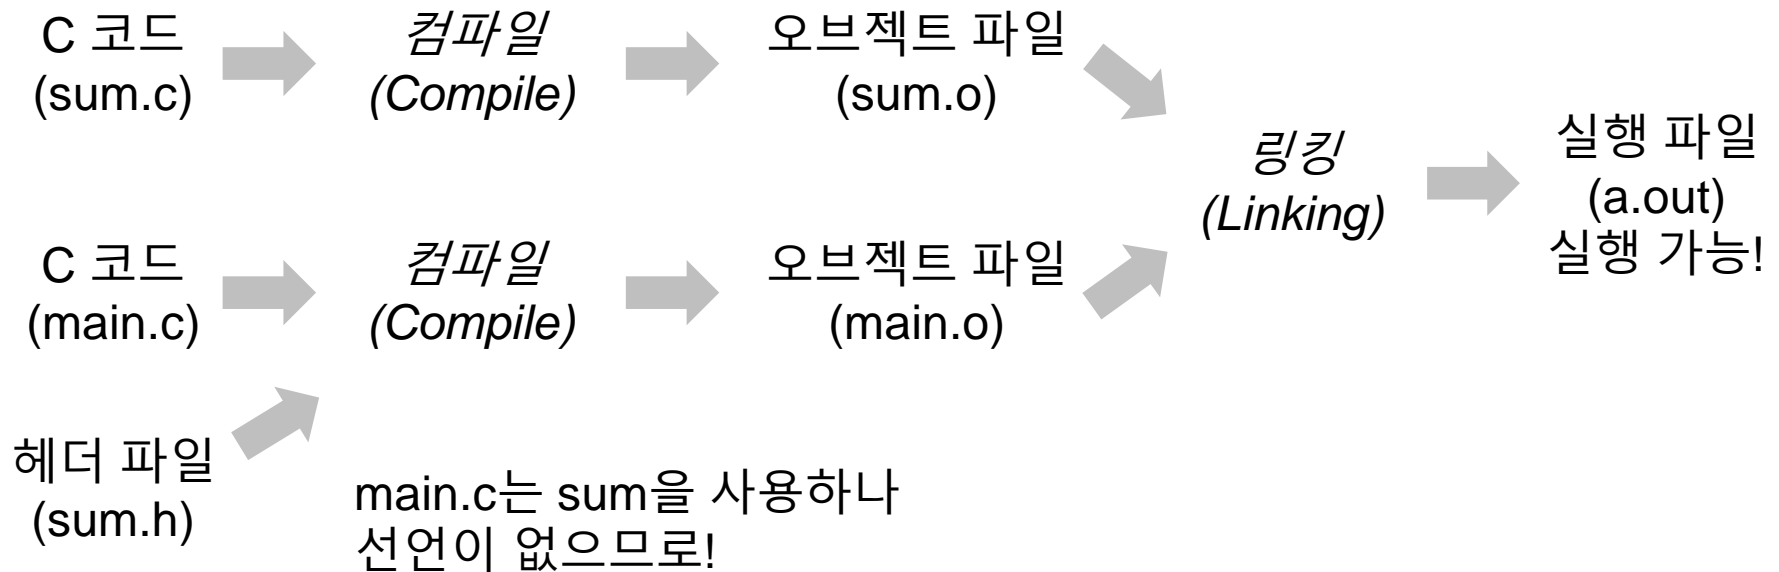 C 코드
(sum.c)
컴파일
(Compile)
오브젝트 파일
(sum.o)
C 코드
(main.c)
컴파일
(Compile)
오브젝트 파일
(main.o)
링킹
(Linking)
실행 파일
(a.out)
실행 가능!
헤더 파일
(sum.h)
main.c는 sum을 사용하나
선언이 없으므로!